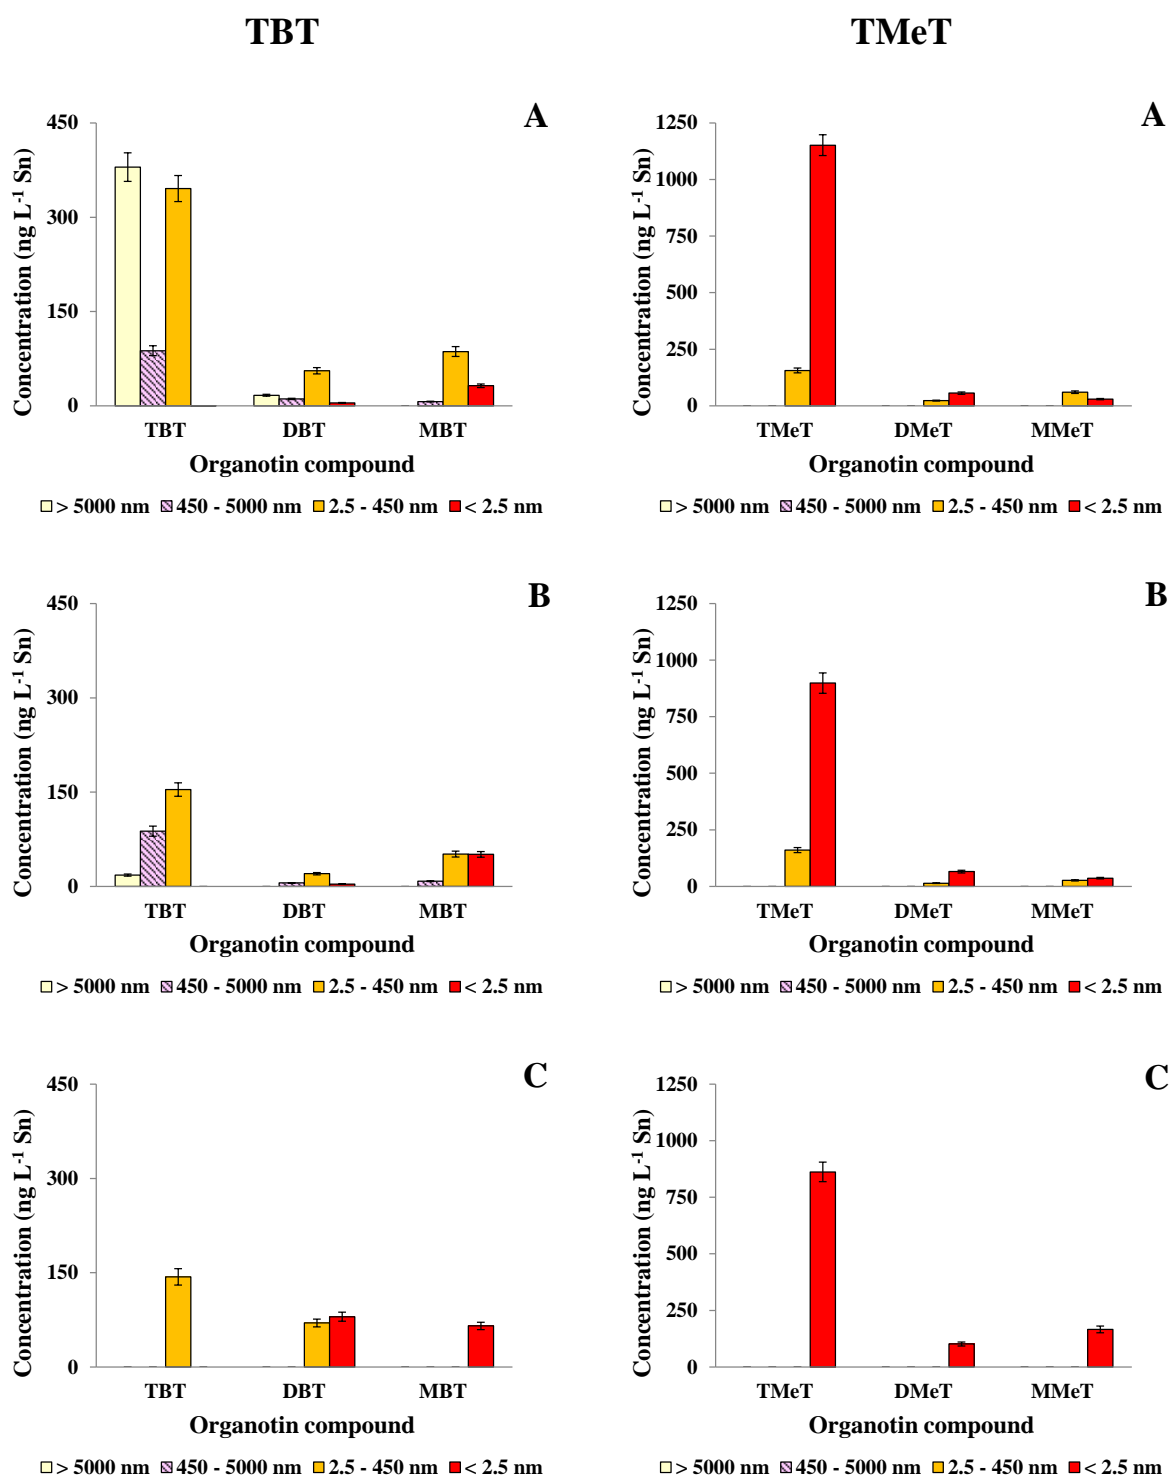 TBT
TMeT
A
Concentration (ng L-1 Sn)
450
300
150
0
TBT DBT MBT
Organotin compound
> 5000 nm 450 - 5000 nm 2.5 - 450 nm < 2.5 nm
A
Concentration (ng L-1 Sn)
1250
1000
750
500
250
0
TMeT DMeT MMeT
Organotin compound
> 5000 nm 450 - 5000 nm 2.5 - 450 nm < 2.5 nm
B
Concentration (ng L-1 Sn)
450
300
150
0
TBT DBT MBT
Organotin compound
> 5000 nm 450 - 5000 nm 2.5 - 450 nm < 2.5 nm
B
Concentration (ng L-1 Sn)
1250
1000
750
500
250
0
TMeT DMeT MMeT
Organotin compound
> 5000 nm 450 - 5000 nm 2.5 - 450 nm < 2.5 nm
C
Concentration (ng L-1 Sn)
450
300
150
0
TBT DBT MBT
Organotin compound
> 5000 nm 450 - 5000 nm 2.5 - 450 nm < 2.5 nm
C
Concentration (ng L-1 Sn)
1250
1000
750
500
250
0
TMeT DMeT MMeT
Organotin compound
> 5000 nm 450 - 5000 nm 2.5 - 450 nm < 2.5 nm